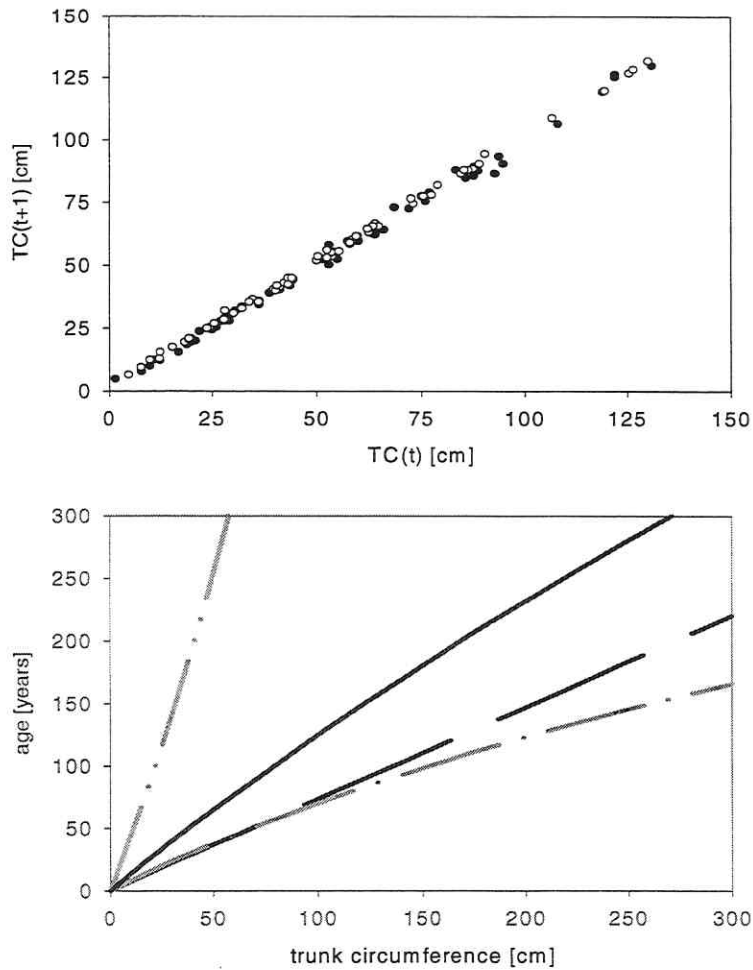 150
125
100
75
50
25
0
TC(t+1) [cm]
0 25 50 75 100 125 150
TC(t) [cm]
300
250
200
150
100
50
0
age [years]
0 50 100 150 200 250 300
trunk circumference [cm]